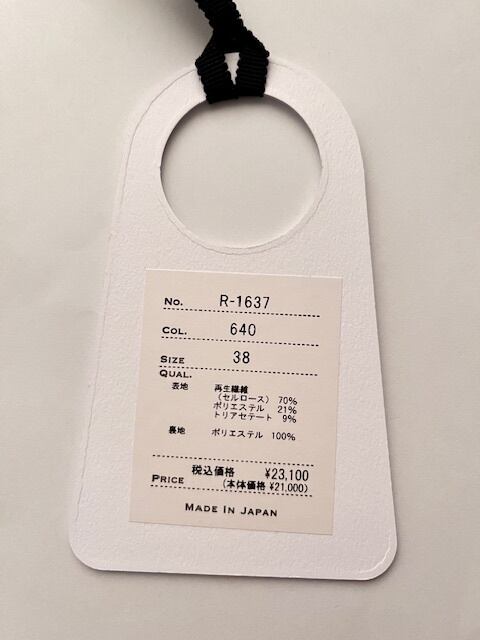 No. R-1637
Col. 640
Size 38
Qual.
表地 再生繊維
(セルロース) 70%
ポリエステル 21%
トリアセテート 9%
裏地 ポリエステル 100%
税込価格 ¥23,100
Price (本体価格 ¥21,000)
Made In Japan